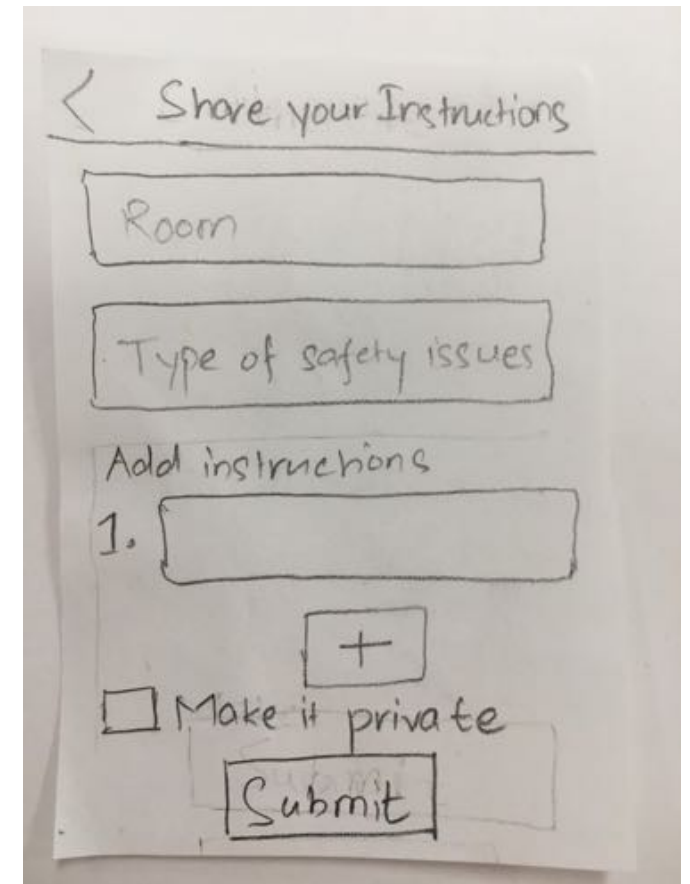 < Share your Instructions
Room
Type of safety issues
Add instructions
1.
+
Make it private
Submit